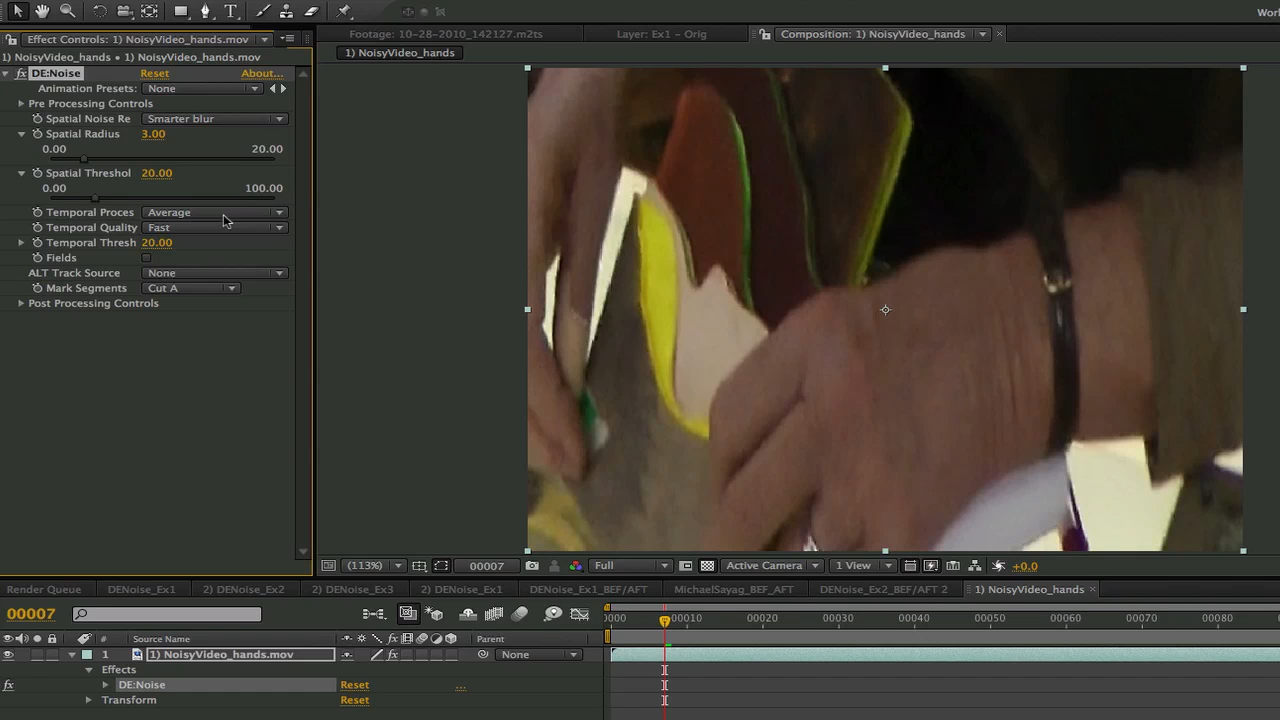 T
Wor
Effect Controls: 1) NoisyVideo_hands.mov
Footage: 10-28-2010_142127.m2ts
Layer: Ex1 - Orig
Composition: 1) NoisyVideo_hands
1) NoisyVideo_hands
1) NoisyVideo_hands • 1) NoisyVideo_hands.mov
fx DE:Noise Reset About...
Animation Presets: None
Pre Processing Controls
Spatial Noise Re Smarter blur
Spatial Radius 3.00
0.00 20.00
Spatial Threshol 20.00
0.00 100.00
Temporal Proces Average
Temporal Quality Fast
Temporal Thresh 20.00
Fields
ALT Track Source None
Mark Segments Cut A
Post Processing Controls
(113%) 00007 Full Active Camera 1 View +0.0
Render Queue DENoise_Ex1 2) DENoise_Ex2 2) DENoise_Ex3 2) DENoise_Ex1 DENoise_Ex1_BEF/AFT MichaelSayag_BEF_AFT DENoise_Ex2_BEF/AFT 2 1) NoisyVideo_hands
00007
0000 00010 00020 00030 00040 00050 00060 00070 00080
# Source Name fx Parent
1 1) NoisyVideo_hands.mov fx None
Effects
fx DE:Noise Reset ...
Transform Reset